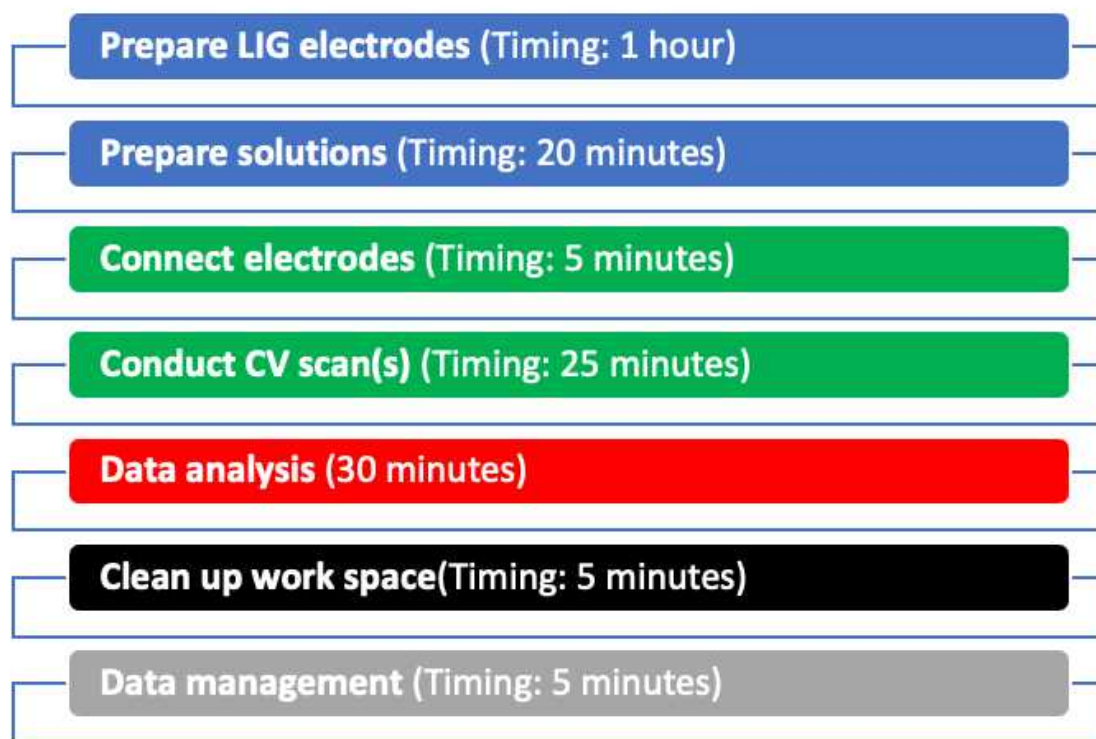 Prepare LIG electrodes (Timing: 1 hour)
Prepare solutions (Timing: 20 minutes)
Connect electrodes (Timing: 5 minutes)
Conduct CV scan(s) (Timing: 25 minutes)
Data analysis (30 minutes)
Clean up work space(Timing: 5 minutes)
Data management (Timing: 5 minutes)